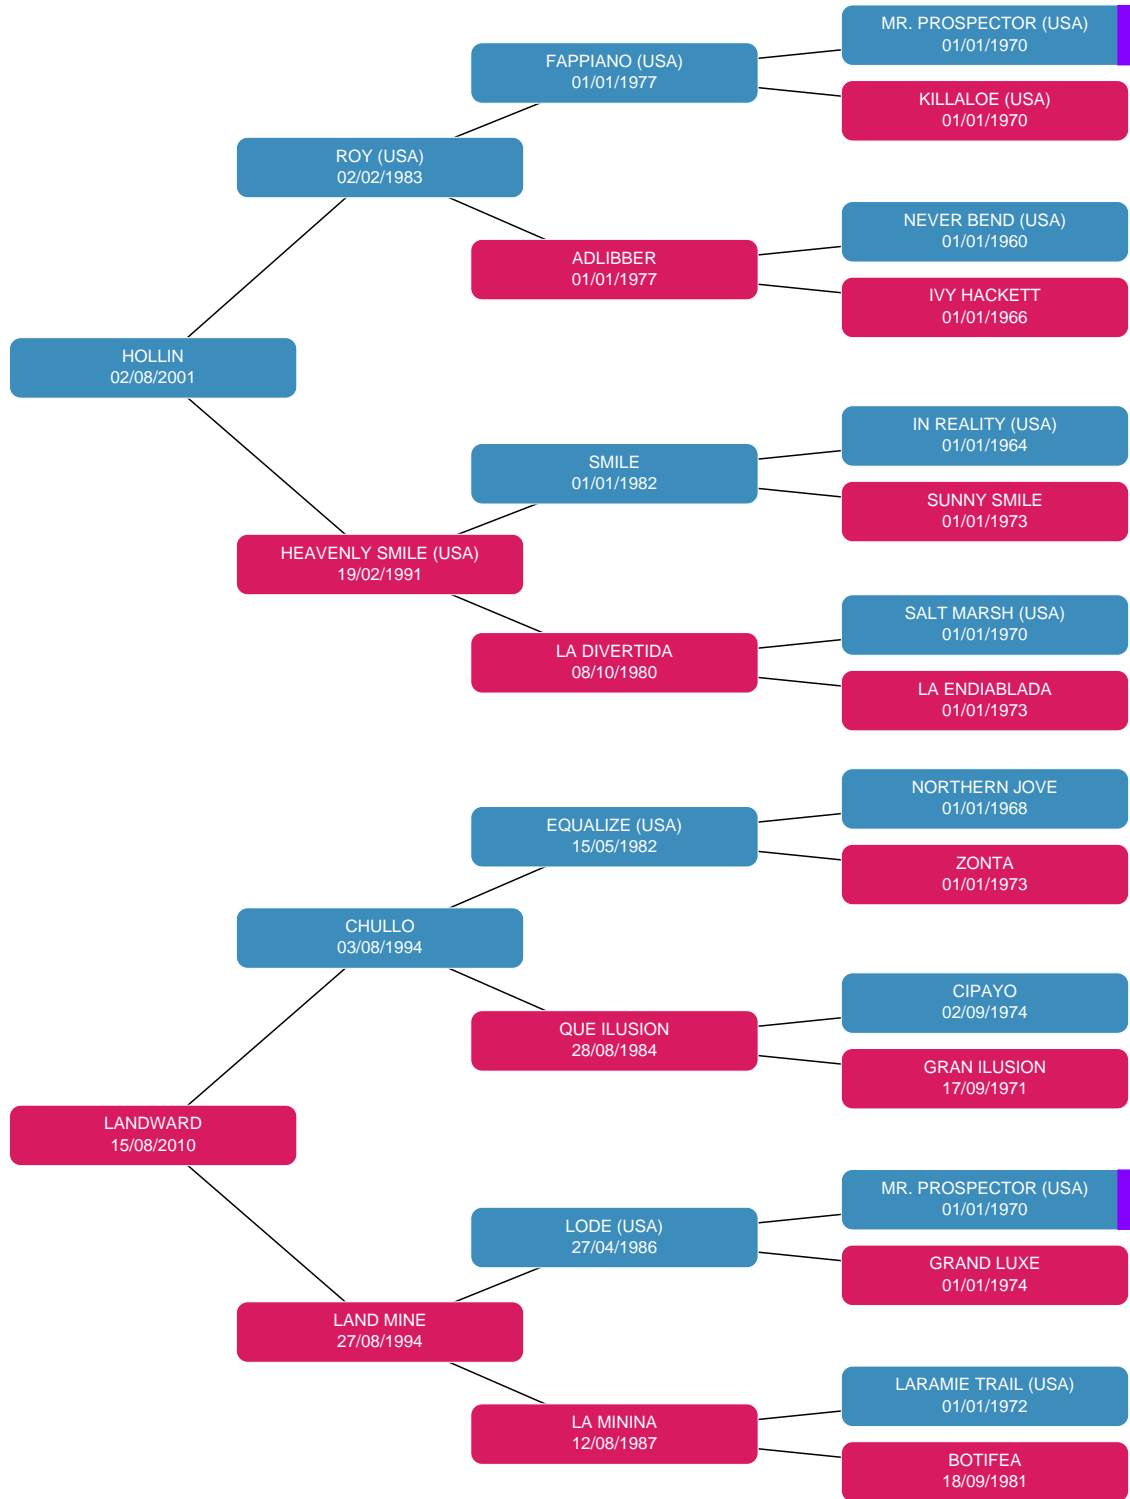 MR. PROSPECTOR (USA)
01/01/1970
FAPPIANO (USA)
01/01/1977
KILLALOE (USA)
01/01/1970
ROY (USA)
02/02/1983
NEVER BEND (USA)
01/01/1960
ADLIBBER
01/01/1977
IVY HACKETT
01/01/1966
HOLLIN
02/08/2001
IN REALITY (USA)
01/01/1964
SMILE
01/01/1982
SUNNY SMILE
01/01/1973
HEAVENLY SMILE (USA)
19/02/1991
SALT MARSH (USA)
01/01/1970
LA DIVERTIDA
08/10/1980
LA ENDIABLADA
01/01/1973
NORTHERN JOVE
01/01/1968
EQUALIZE (USA)
15/05/1982
ZONTA
01/01/1973
CHULLO
03/08/1994
CIPAYO
02/09/1974
QUE ILUSION
28/08/1984
GRAN ILUSION
17/09/1971
LANDWARD
15/08/2010
MR. PROSPECTOR (USA)
01/01/1970
LODE (USA)
27/04/1986
GRAND LUXE
01/01/1974
LAND MINE
27/08/1994
LARAMIE TRAIL (USA)
01/01/1972
LA MININA
12/08/1987
BOTIFEA
18/09/1981